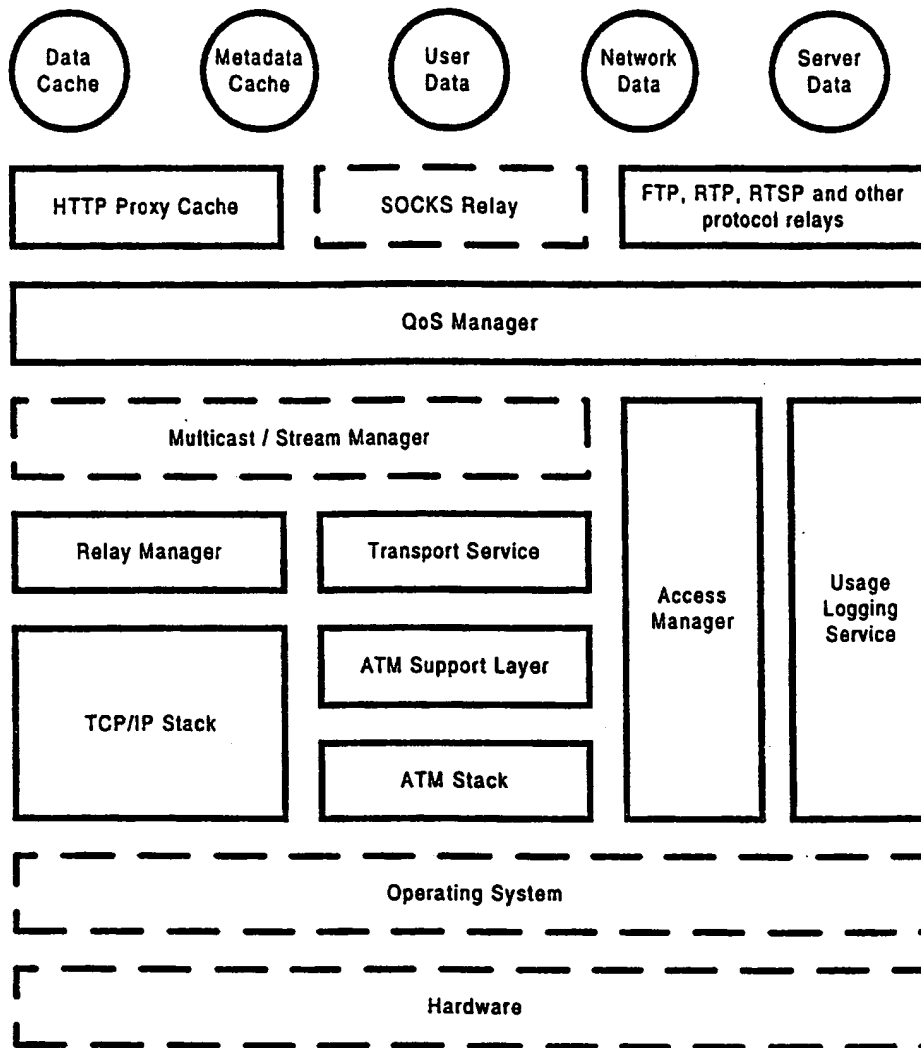 Data
Cache
Metadata
Cache
User
Data
Network
Data
Server
Data
HTTP Proxy Cache
SOCKS Relay
FTP, RTP, RTSP and other
protocol relays
QoS Manager
Multicast / Stream Manager
Relay Manager
Transport Service
Access
Manager
Usage
Logging
Service
TCP/IP Stack
ATM Support Layer
ATM Stack
Operating System
Hardware